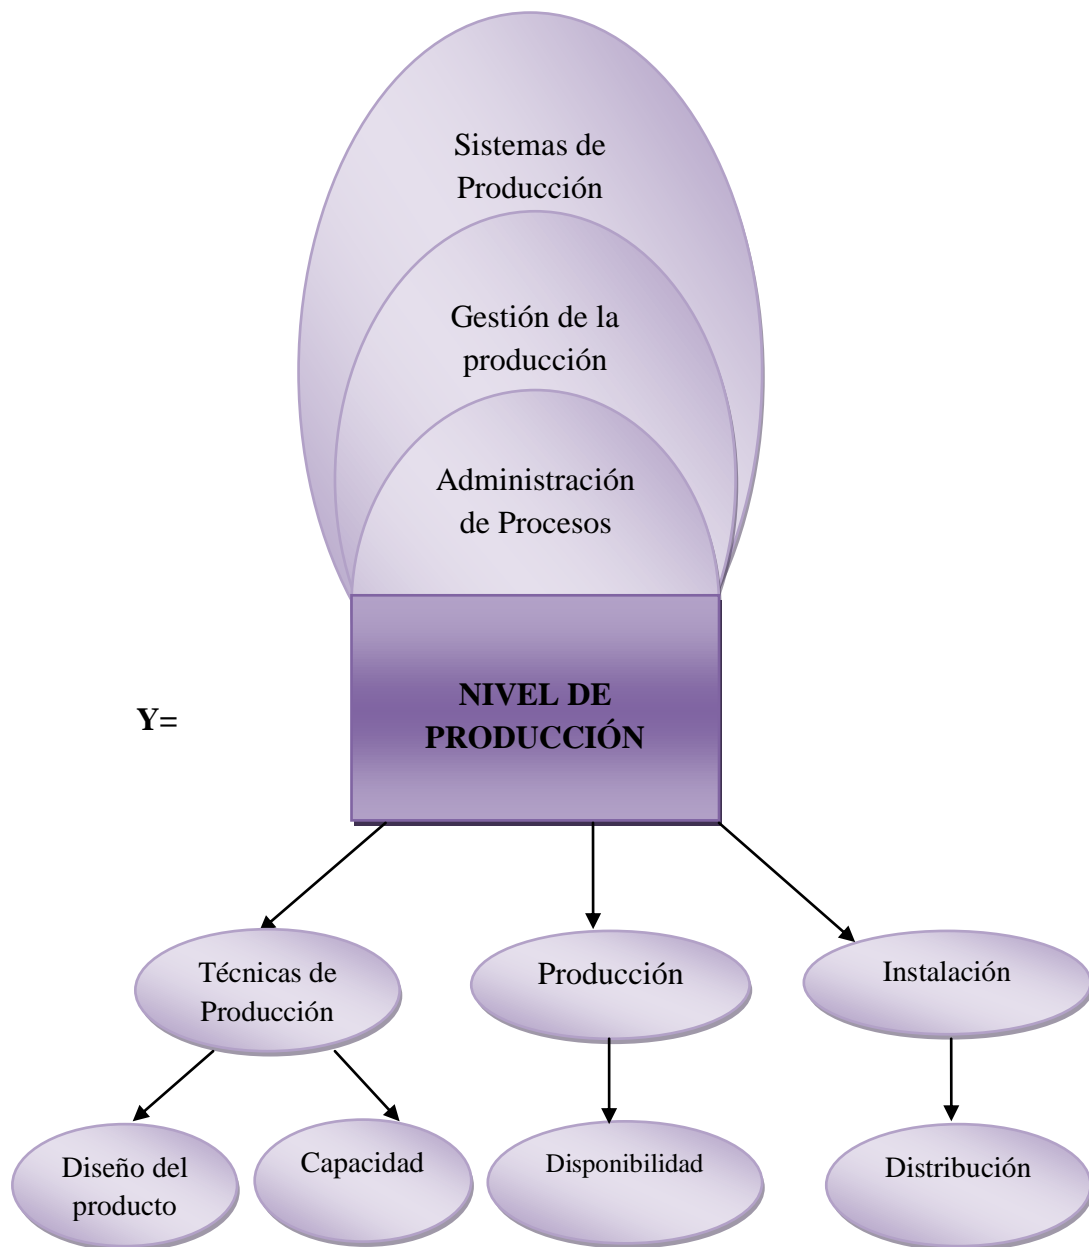 Sistemas de
Producción
Gestión de la
producción
Administración
de Procesos
Y=
NIVEL DE
PRODUCCIÓN
Técnicas de
Producción
Producción
Instalación
Diseño del
producto
Capacidad
Disponibilidad
Distribución